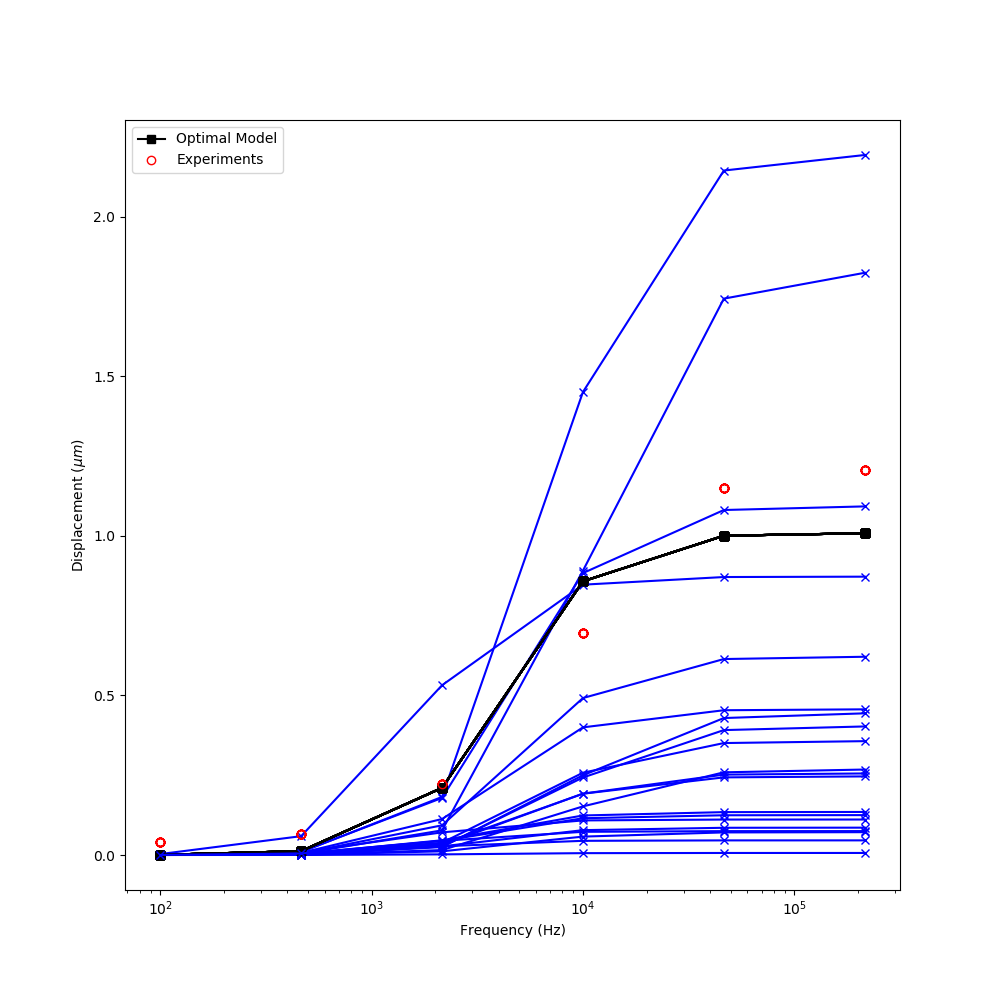 Optimal Model
Experiments
2.0
1.5
1.0
0.5
0.0
Displacement (μm)
10²
10³
10⁴
10⁵
Frequency (Hz)